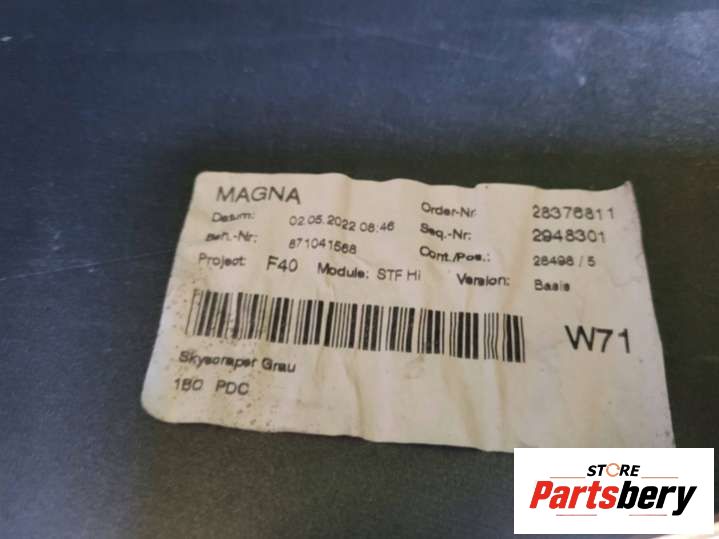 MAGNA
Datum: 02.05.2022 08:46
Beh.-Nr: 871041568
Project: F40 Module: STF Hi Version: Basis
Order-Nr: 28376811
Seq.-Nr: 2948301
Cont./Pos.: 28498 / 5
W71
Skyscraper Grau
180 PDC
STORE
Partsbery